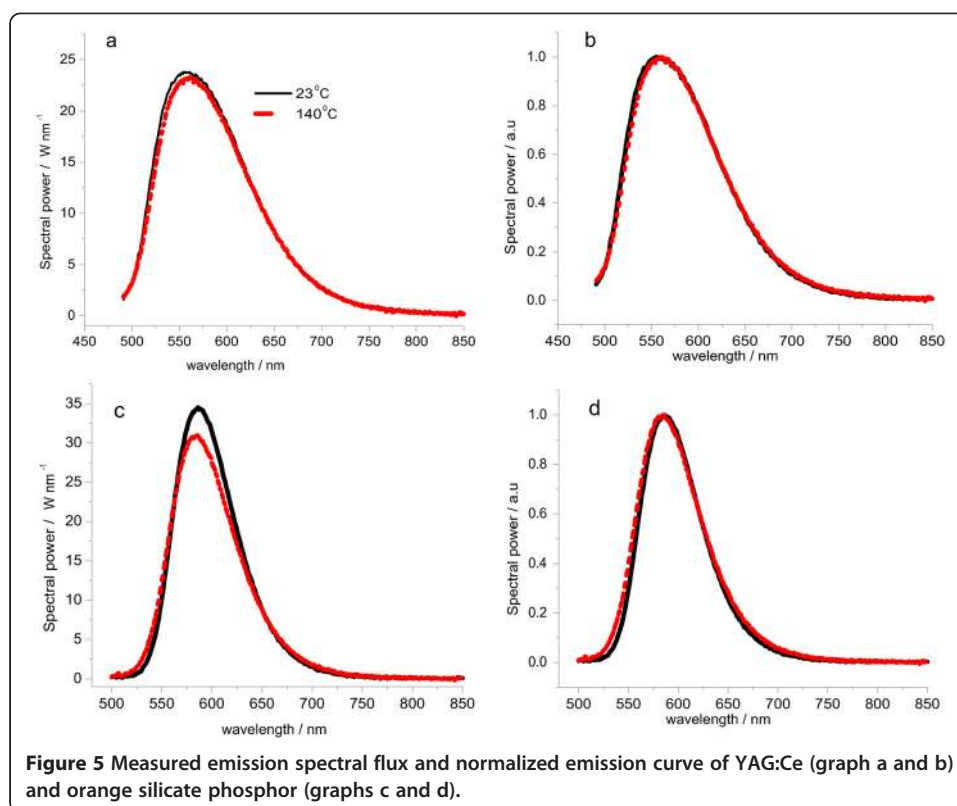 a
25
20
15
10
5
0
Spectral power / W nm⁻¹
450 500 550 600 650 700 750 800 850
wavelength / nm
23°C
140°C
b
1.0
0.8
0.6
0.4
0.2
0.0
Spectral power / a.u
450 500 550 600 650 700 750 800 850
wavelength / nm
c
35
30
25
20
15
10
5
0
Spectral power / W nm⁻¹
500 550 600 650 700 750 800 850
wavelength / nm
d
1.0
0.8
0.6
0.4
0.2
0.0
Spectral power / a.u
500 550 600 650 700 750 800 850
wavelength / nm
Figure 5 Measured emission spectral flux and normalized emission curve of YAG:Ce (graph a and b)
and orange silicate phosphor (graphs c and d).